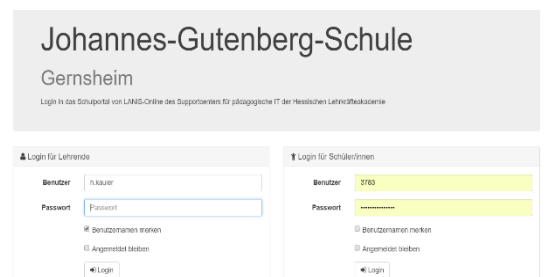 Johannes-Gutenberg-Schule
Gernsheim
Login in das Schulportal von LANIS-Online des Supportcenters für pädagogische IT der Hessischen Lehrkräfteakademie
Login für Lehrende
Benutzer h.kauer
Passwort Passwort
Benutzernamen merken
Angemeldet bleiben
Login
Login für Schüler/innen
Benutzer 3783
Passwort
Benutzernamen merken
Angemeldet bleiben
Login